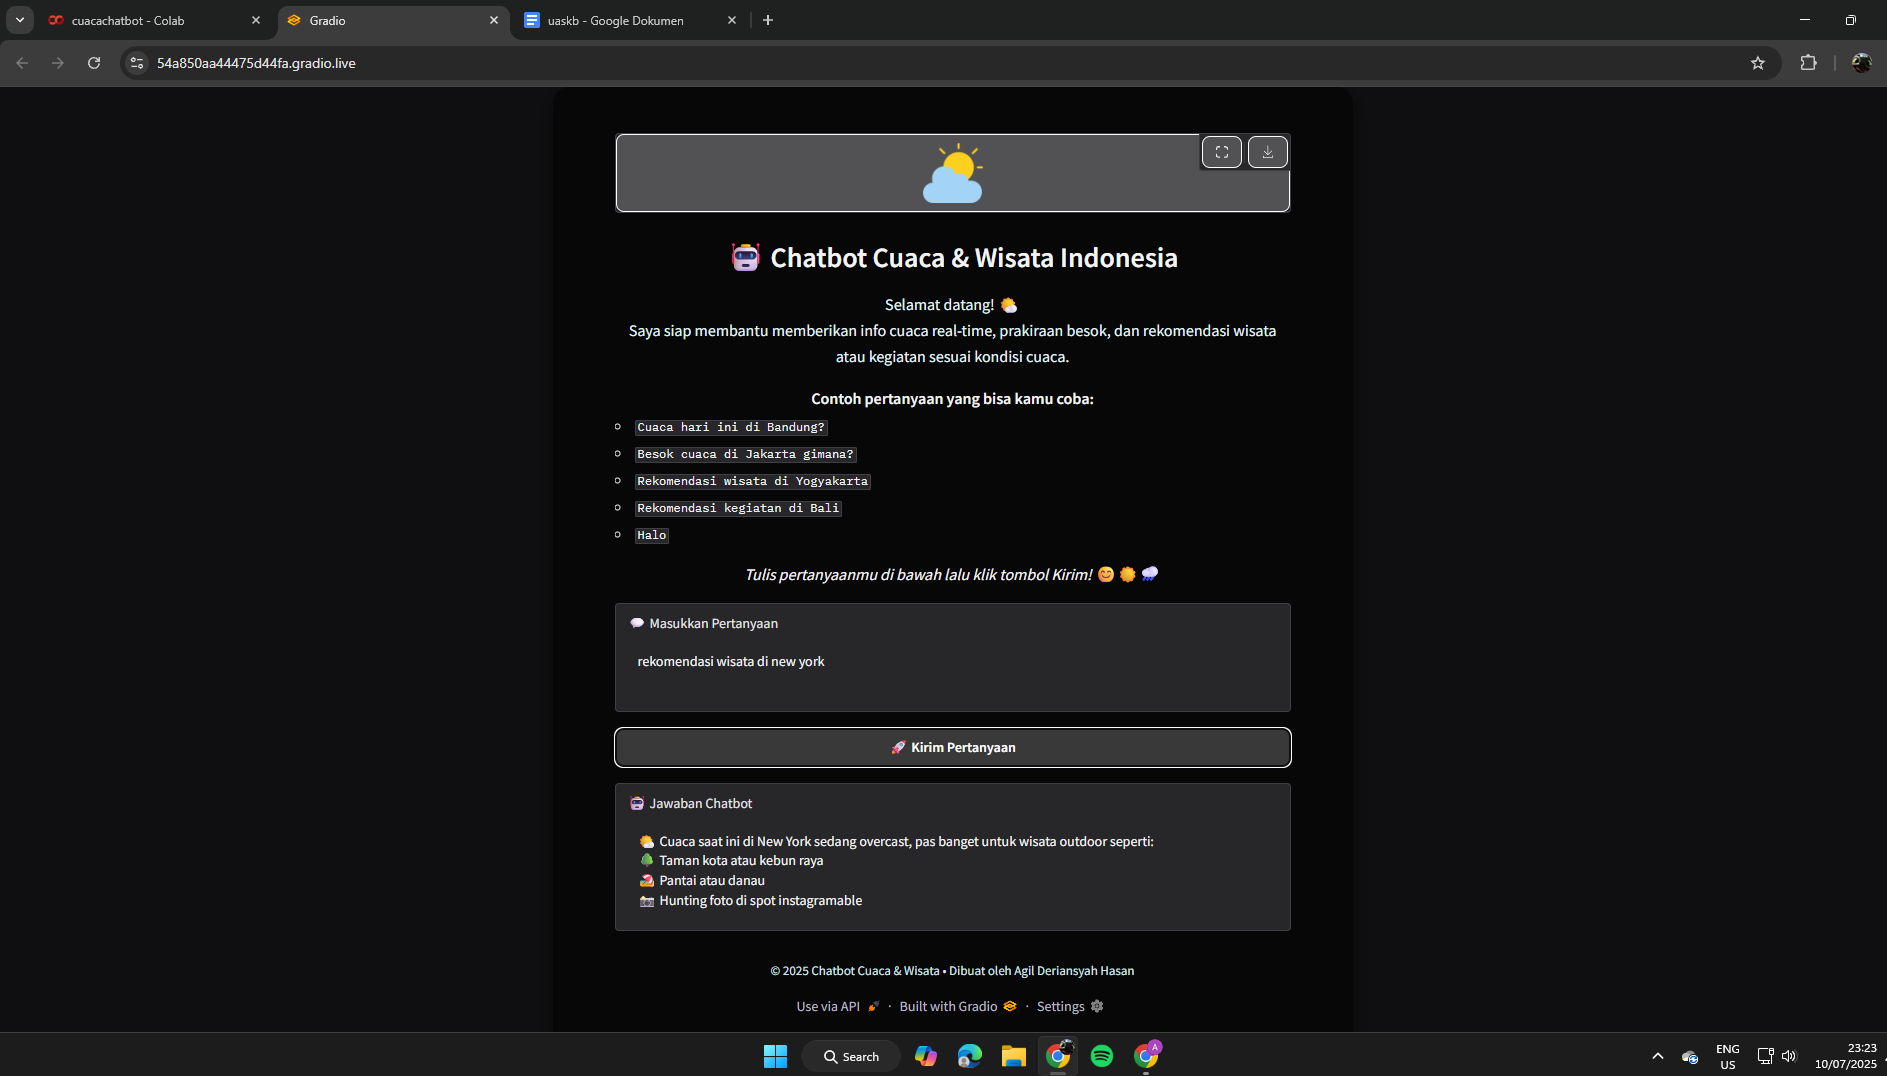 cuacachatbot - Colab
Gradio
uaskb - Google Dokumen
54a850aa44475d44fa.gradio.live
Chatbot Cuaca & Wisata Indonesia
Selamat datang!
Saya siap membantu memberikan info cuaca real-time, prakiraan besok, dan rekomendasi wisata
atau kegiatan sesuai kondisi cuaca.
Contoh pertanyaan yang bisa kamu coba:
Cuaca hari ini di Bandung?
Besok cuaca di Jakarta gimana?
Rekomendasi wisata di Yogyakarta
Rekomendasi kegiatan di Bali
Halo
Tulis pertanyaanmu di bawah lalu klik tombol Kirim!
Masukkan Pertanyaan
rekomendasi wisata di new york
Kirim Pertanyaan
Jawaban Chatbot
Cuaca saat ini di New York sedang overcast, pas banget untuk wisata outdoor seperti:
Taman kota atau kebun raya
Pantai atau danau
Hunting foto di spot instagramable
© 2025 Chatbot Cuaca & Wisata • Dibuat oleh Agil Deriansyah Hasan
Use via API · Built with Gradio · Settings
Search
A
ENG
US
23:23
10/07/2025